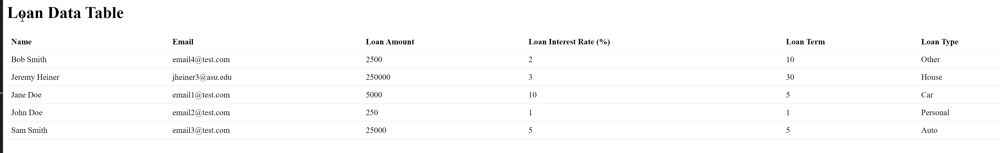 Loan Data Table
Name Email Loan Amount Loan Interest Rate (%) Loan Term Loan Type
Bob Smith email4@test.com 2500 2 10 Other
Jeremy Heiner jheiner3@asu.edu 250000 3 30 House
Jane Doe email1@test.com 5000 10 5 Car
John Doe email2@test.com 250 1 1 Personal
Sam Smith email3@test.com 25000 5 5 Auto